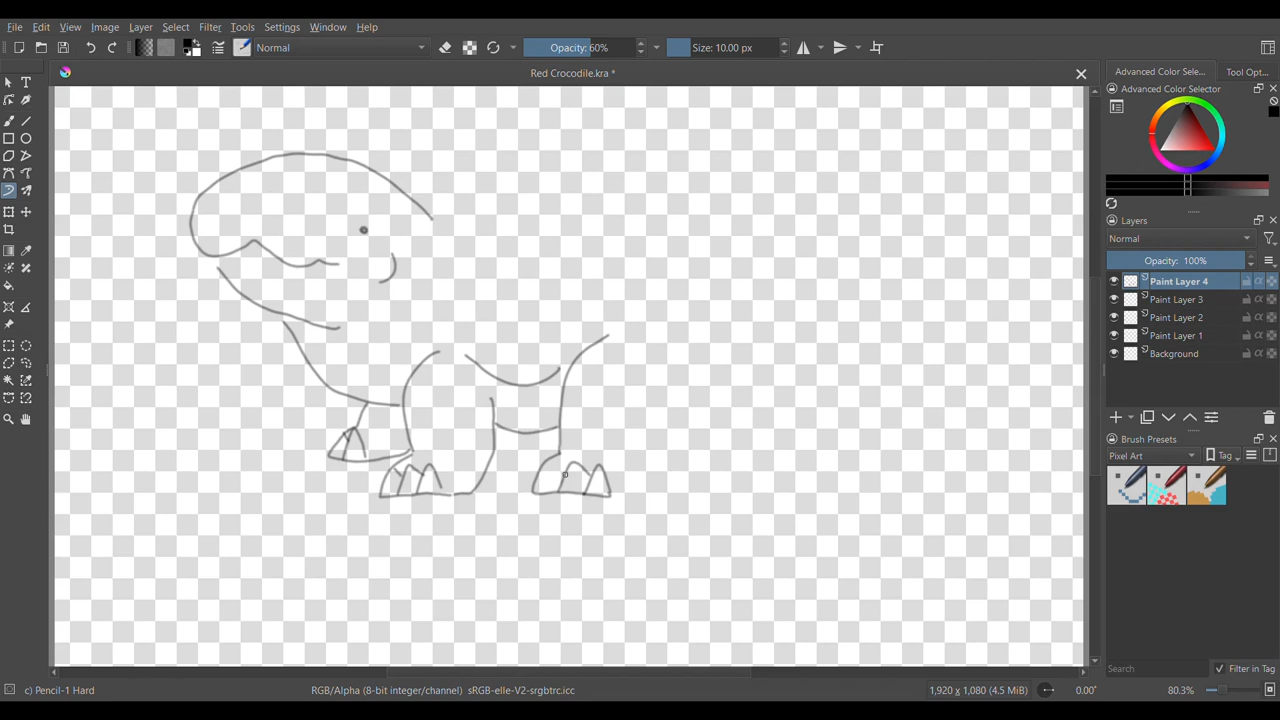 File Edit View Image Layer Select Filter Tools Settings Window Help
Normal Opacity: 60% Size: 10.00 px
Red Crocodile.kra *
Advanced Color Sele... Tool Opt...
Advanced Color Selector
Layers
Normal
Opacity: 100%
Paint Layer 4
Paint Layer 3
Paint Layer 2
Paint Layer 1
Background
Brush Presets
Pixel Art Tag
Search Filter in Tag
c) Pencil-1 Hard RGB/Alpha (8-bit integer/channel) sRGB-elle-V2-srgbtrc.icc 1,920 x 1,080 (4.5 MiB) 0.00° 80.3%